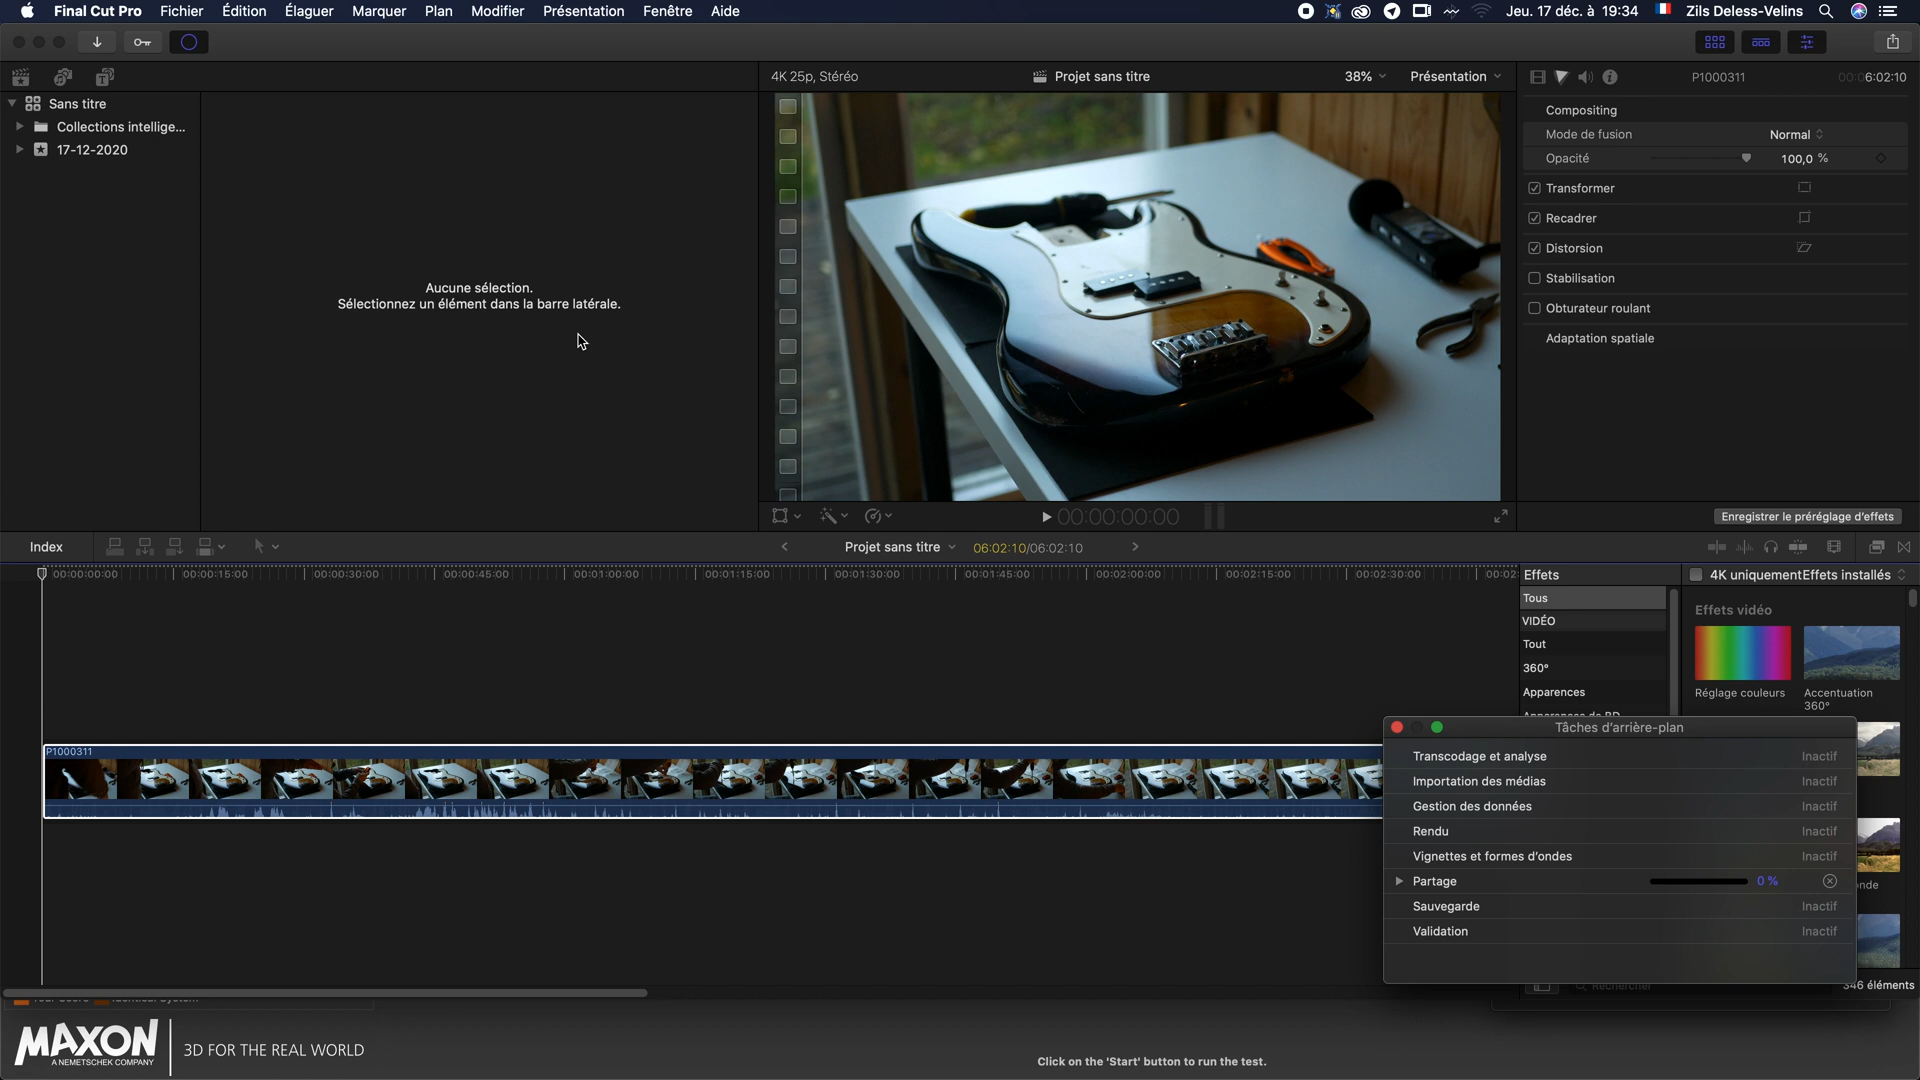 Final Cut Pro Fichier Édition Élaguer Marquer Plan Modifier Présentation Fenêtre Aide
Jeu. 17 déc. à 19:34 Zils Deless-Velins
4K 25p, Stéréo
Projet sans titre
38% Présentation
P1000311
00:06:02:10
Sans titre
Collections intellige...
17-12-2020
Aucune sélection.
Sélectionnez un élément dans la barre latérale.
Compositing
Mode de fusion Normal
Opacité 100,0 %
Transformer
Recadrer
Distorsion
Stabilisation
Obturateur roulant
Adaptation spatiale
00:00:00:00
Enregistrer le préréglage d'effets
Index
Projet sans titre 06:02:10/06:02:10
00:00:00:00 00:00:15:00 00:00:30:00 00:00:45:00 00:01:00:00 00:01:15:00 00:01:30:00 00:01:45:00 00:02:00:00 00:02:15:00 00:02:30:00 00:02:
Effets
4K uniquement Effets installés
Tous
VIDÉO
Tout
360°
Apparences
Effets vidéo
Réglage couleurs
Accentuation 360°
P1000311
Tâches d'arrière-plan
Transcodage et analyse Inactif
Importation des médias Inactif
Gestion des données Inactif
Rendu Inactif
Vignettes et formes d'ondes Inactif
Partage 0 %
Sauvegarde Inactif
Validation Inactif
Rechercher
346 éléments
MAXON
A NEMETSCHEK COMPANY
3D FOR THE REAL WORLD
Click on the 'Start' button to run the test.